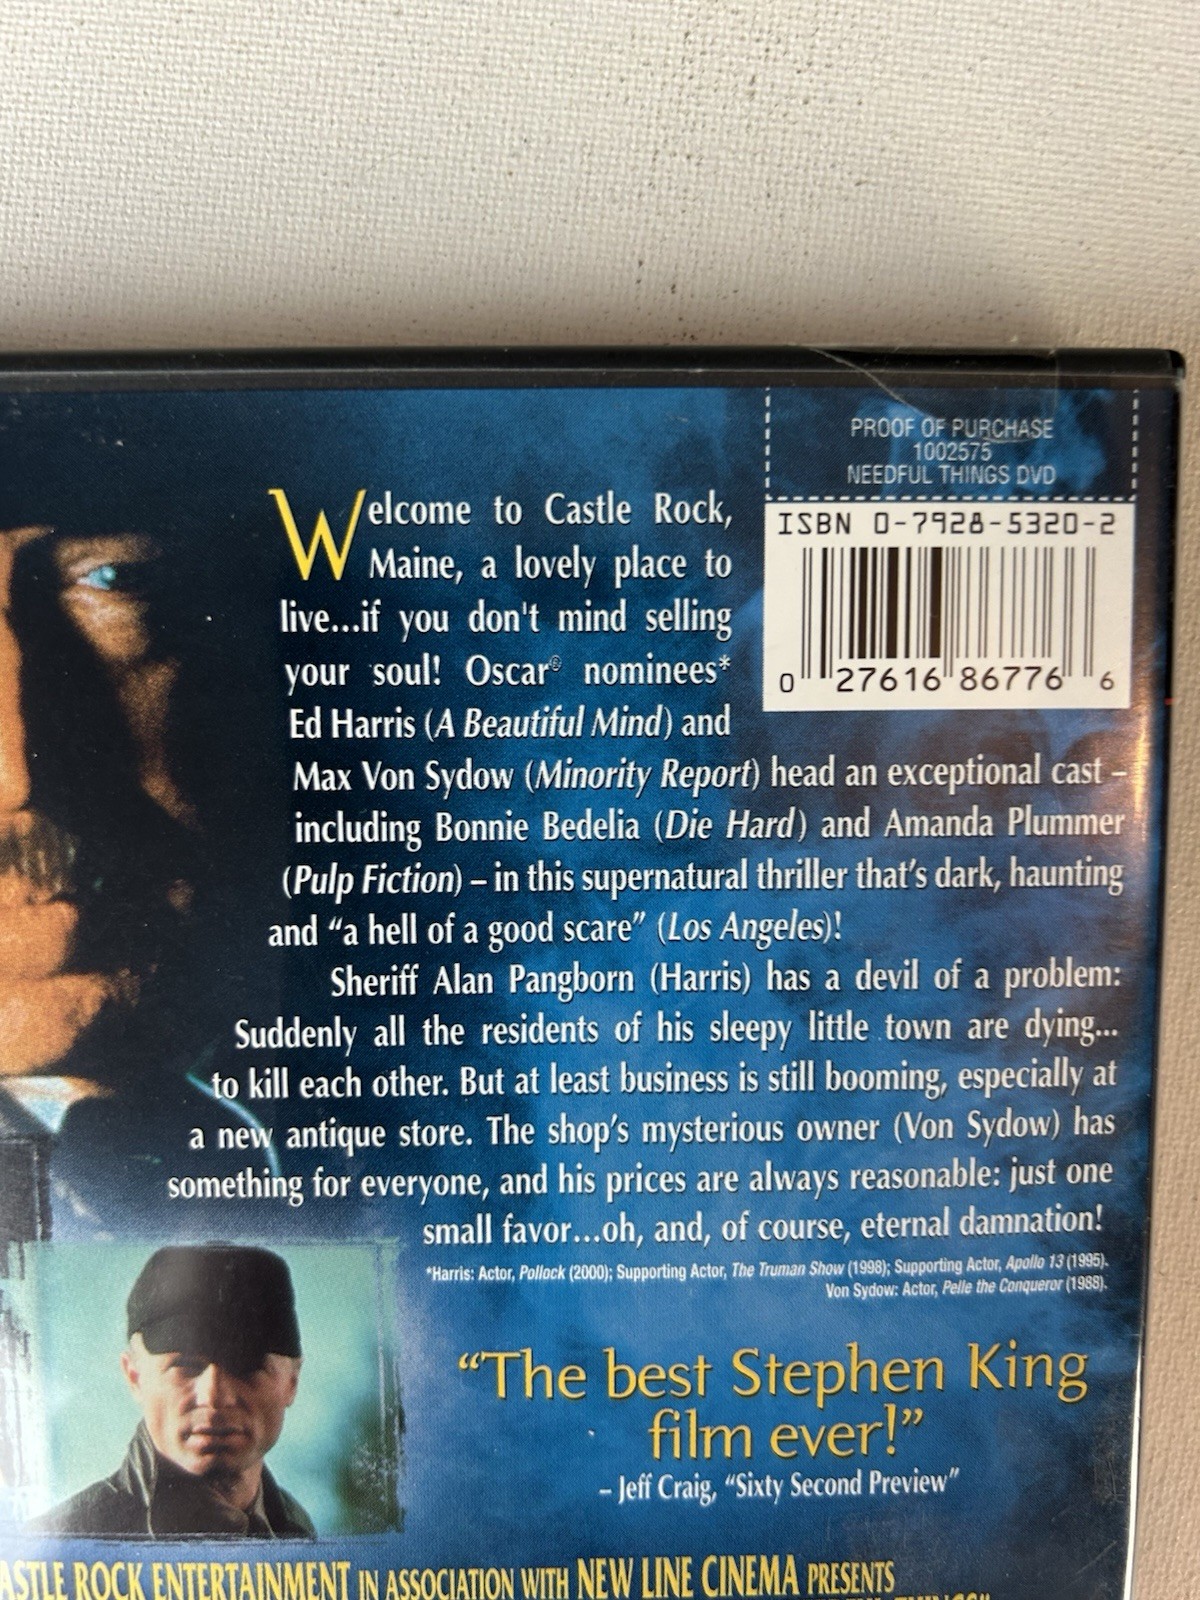 PROOF OF PURCHASE
1002575
NEEDFUL THINGS DVD
ISBN 0-7928-5320-2
0 27616 86776 6
Welcome to Castle Rock,
Maine, a lovely place to
live...if you don't mind selling
your soul! Oscar® nominees*
Ed Harris (A Beautiful Mind) and
Max Von Sydow (Minority Report) head an exceptional cast –
including Bonnie Bedelia (Die Hard) and Amanda Plummer
(Pulp Fiction) – in this supernatural thriller that's dark, haunting
and “a hell of a good scare” (Los Angeles)!
Sheriff Alan Pangborn (Harris) has a devil of a problem:
Suddenly all the residents of his sleepy little town are dying...
to kill each other. But at least business is still booming, especially at
a new antique store. The shop's mysterious owner (Von Sydow) has
something for everyone, and his prices are always reasonable: just one
small favor...oh, and, of course, eternal damnation!
*Harris: Actor, Pollock (2000); Supporting Actor, The Truman Show (1998); Supporting Actor, Apollo 13 (1995).
Von Sydow: Actor, Pelle the Conqueror (1988).
“The best Stephen King
film ever!”
– Jeff Craig, “Sixty Second Preview”
ASTLE ROCK ENTERTAINMENT IN ASSOCIATION WITH NEW LINE CINEMA PRESENTS